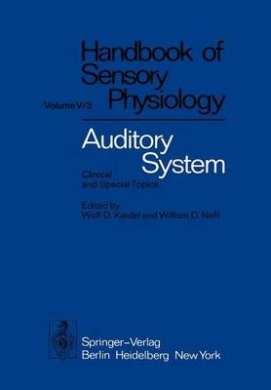 Handbook of
Sensory
Volume V/3 Physiology
Auditory
System
Clinical
and Special Topics
Edited by
Wolf D. Keidel and William D. Neff
Springer-Verlag
Berlin Heidelberg New York